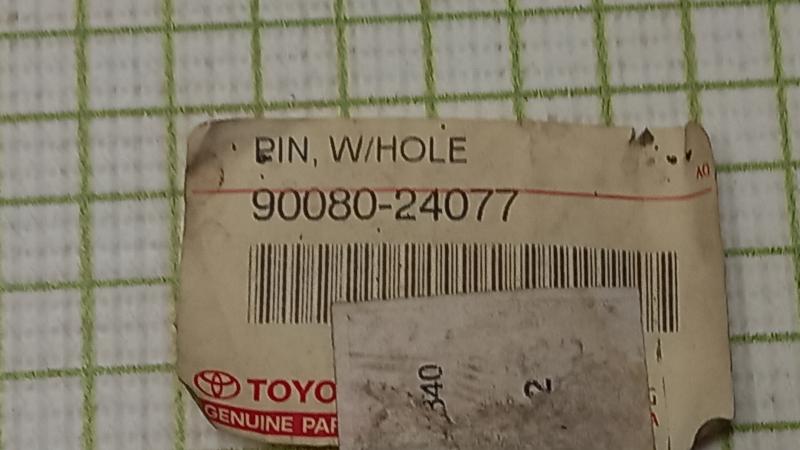 PIN, W/HOLE
90080-24077
340
2
TOYO
GENUINE PAR